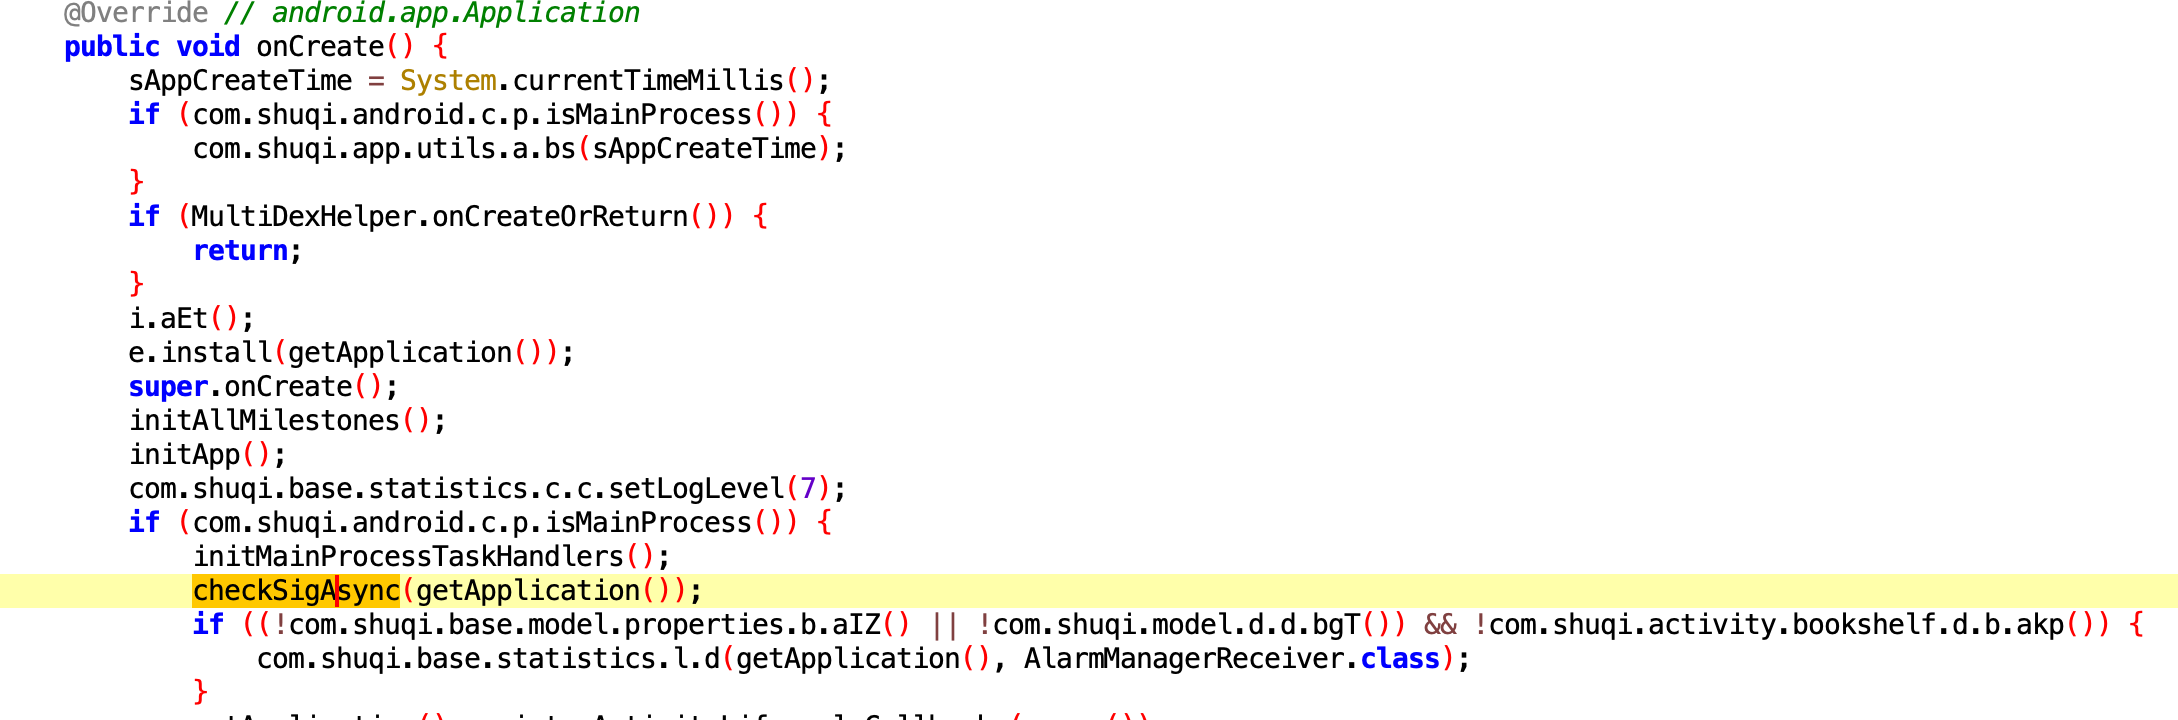 @Override // android.app.Application
public void onCreate() {
sAppCreateTime = System.currentTimeMillis();
if (com.shuqi.android.c.p.isMainProcess()) {
com.shuqi.app.utils.a.bs(sAppCreateTime);
}
if (MultiDexHelper.onCreateOrReturn()) {
return;
}
i.aEt();
e.install(getApplication());
super.onCreate();
initAllMilestones();
initApp();
com.shuqi.base.statistics.c.c.setLogLevel(7);
if (com.shuqi.android.c.p.isMainProcess()) {
initMainProcessTaskHandlers();
checkSigAsync(getApplication());
if ((!com.shuqi.base.model.properties.b.aIZ() || !com.shuqi.model.d.d.bgT()) && !com.shuqi.activity.bookshelf.d.b.akp()) {
com.shuqi.base.statistics.l.d(getApplication(), AlarmManagerReceiver.class);
}